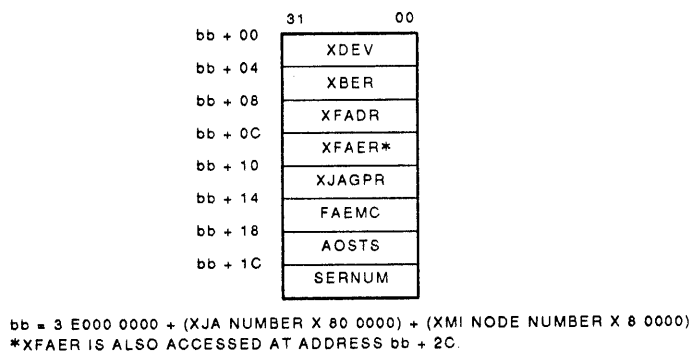 31 00
bb + 00
XDEV
bb + 04
XBER
bb + 08
XFADR
bb + 0C
XFAER*
bb + 10
XJAGPR
bb + 14
FAEMC
bb + 18
AOSTS
bb + 1C
SERNUM
bb = 3 E000 0000 + (XJA NUMBER X 80 0000) + (XMI NODE NUMBER X 8 0000)
*XFAER IS ALSO ACCESSED AT ADDRESS bb + 2C.